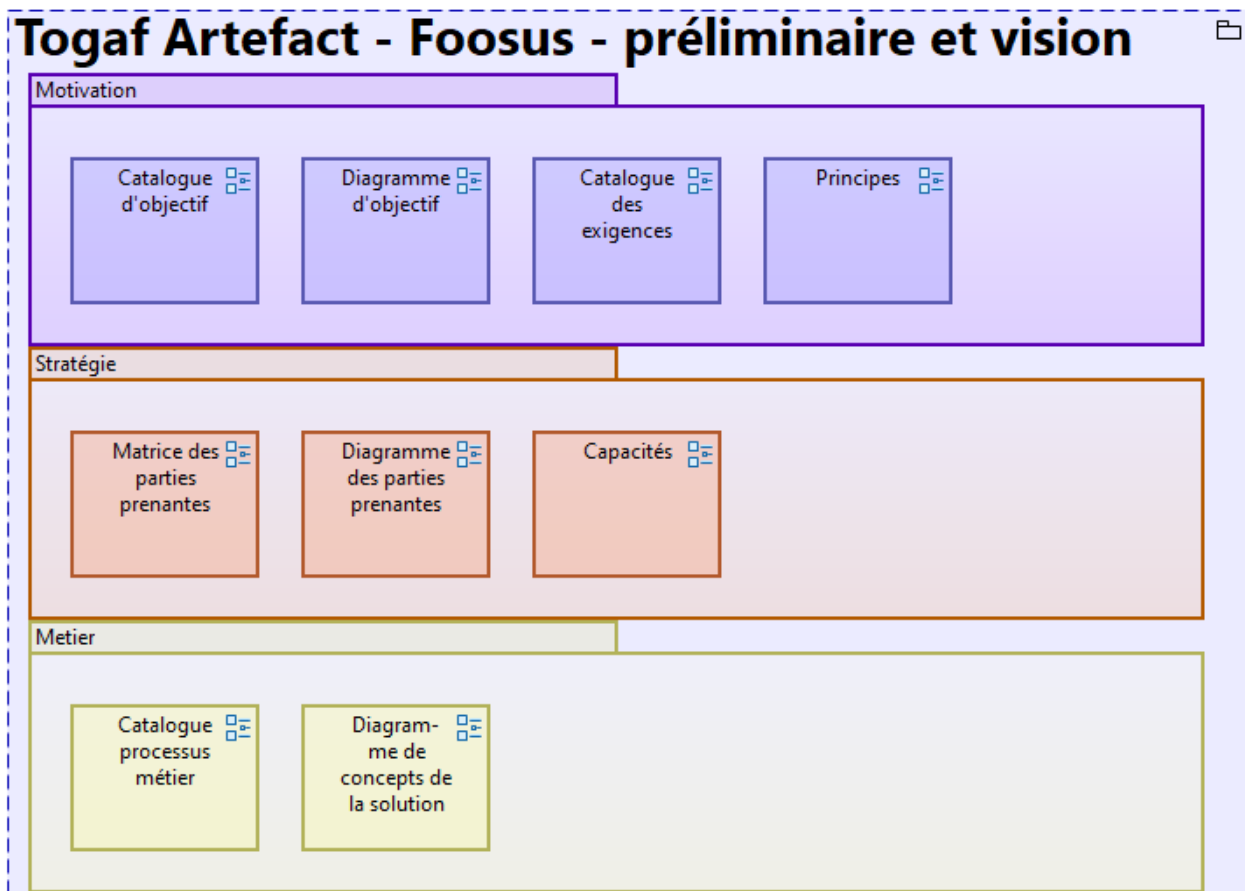 Togaf Artefact - Foosus - préliminaire et vision
Motivation
Catalogue
d'objectif
Diagramme
d'objectif
Catalogue
des
exigences
Principes
Stratégie
Matrice des
parties
prenantes
Diagramme
des parties
prenantes
Capacités
Metier
Catalogue
processus
métier
Diagram-
me de
concepts de
la solution